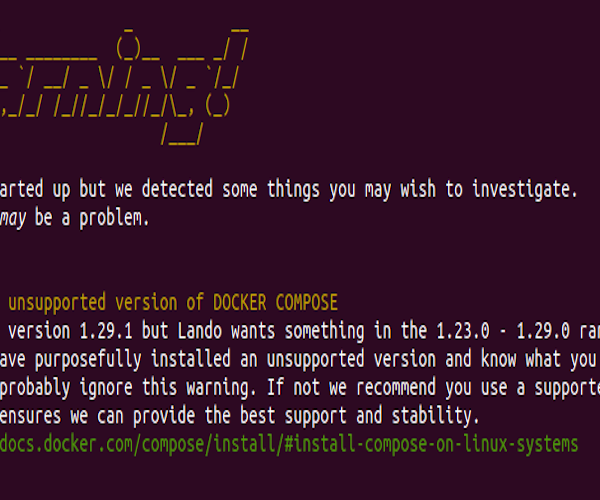 arning!
arted up but we detected some things you may wish to investigate.
may be a problem.
unsupported version of DOCKER COMPOSE
version 1.29.1 but Lando wants something in the 1.23.0 - 1.29.0 ran
ave purposefully installed an unsupported version and know what you
probably ignore this warning. If not we recommend you use a supporte
ensures we can provide the best support and stability.
docs.docker.com/compose/install/#install-compose-on-linux-systems